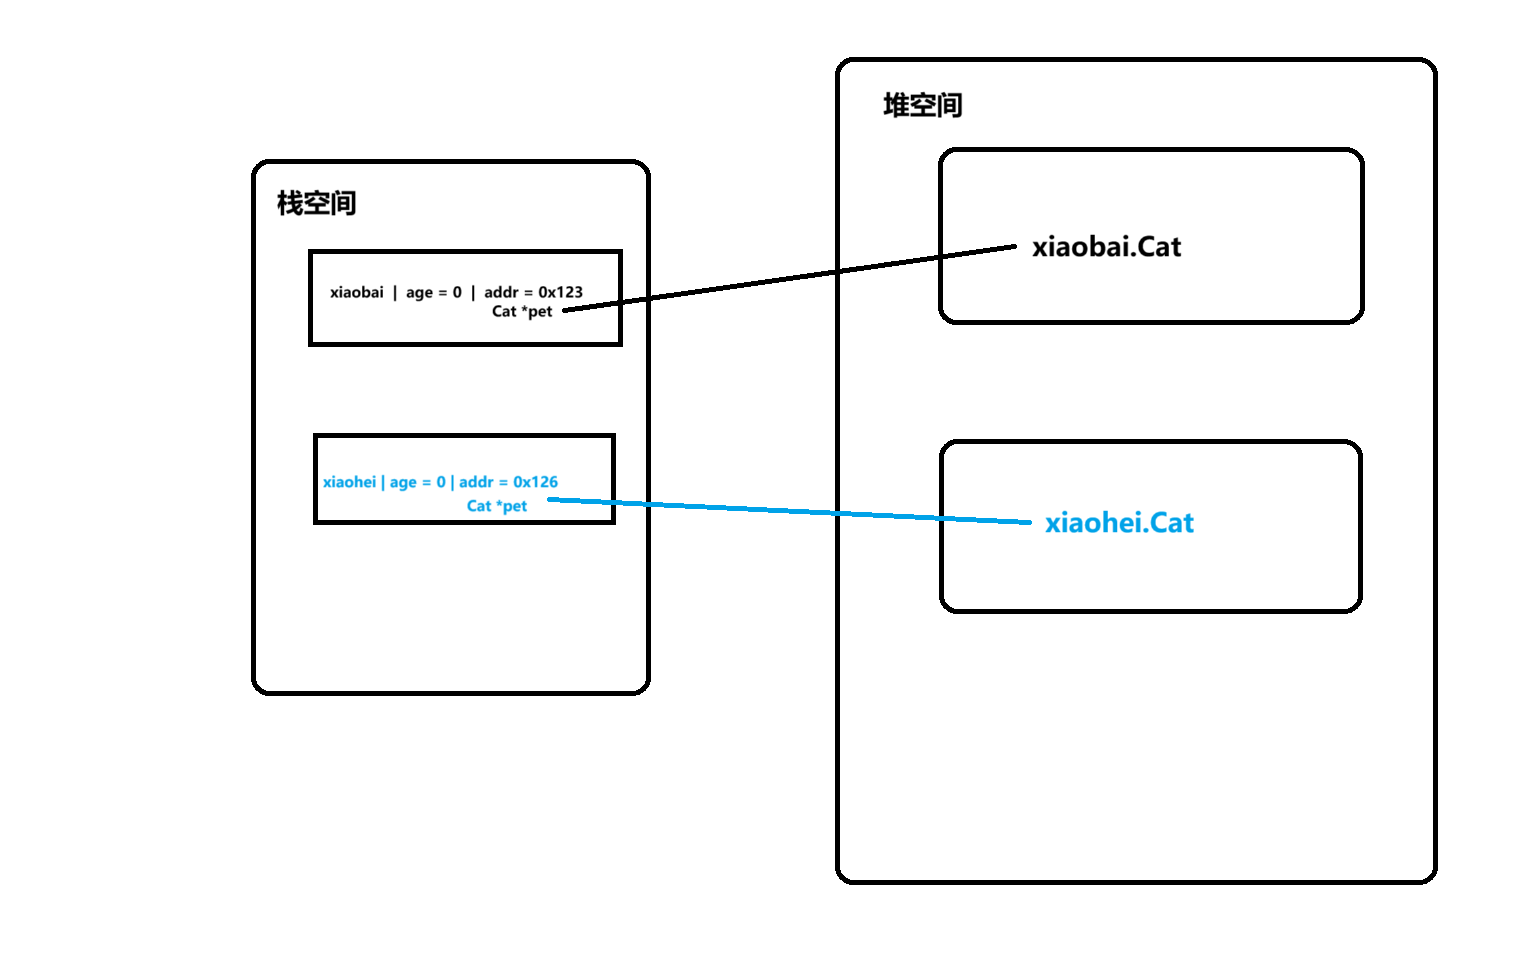 栈空间
xiaobai | age = 0 | addr = 0x123
Cat *pet
xiaohei | age = 0 | addr = 0x126
Cat *pet
堆空间
xiaobai.Cat
xiaohei.Cat